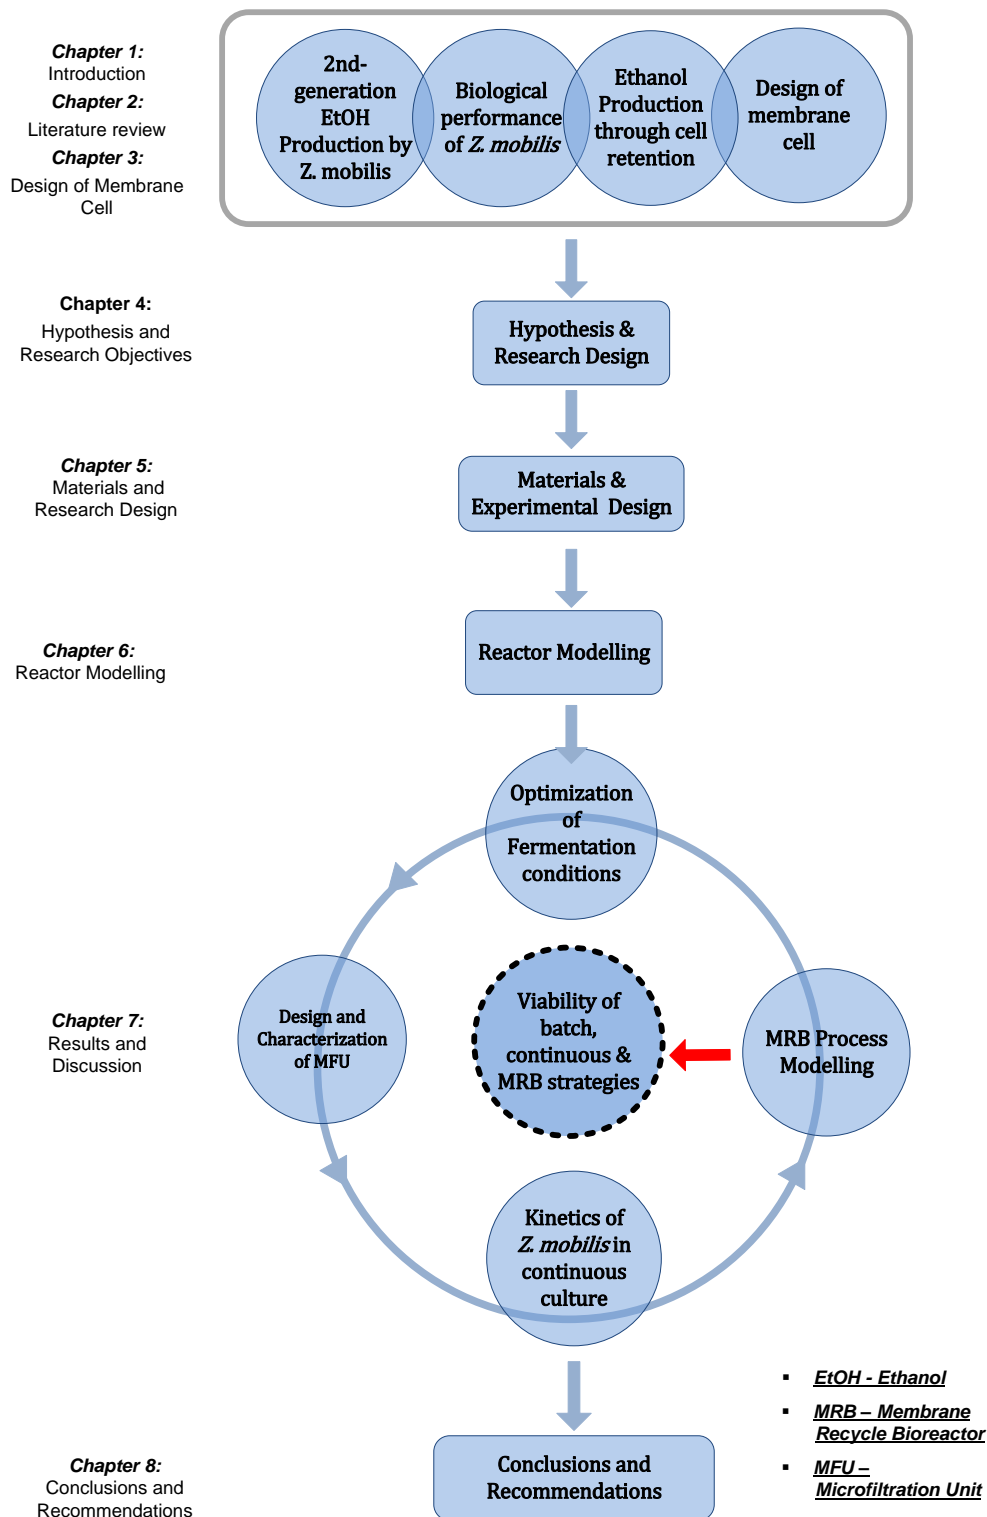 Chapter 1:
Introduction
Chapter 2:
Literature review
Chapter 3:
Design of Membrane
Cell
2nd-
generation
EtOH
Production by
Z. mobilis
Biological
performance
of Z. mobilis
Ethanol
Production
through cell
retention
Design of
membrane
cell
Chapter 4:
Hypothesis and
Research Objectives
Hypothesis &
Research Design
Chapter 5:
Materials and
Research Design
Materials &
Experimental Design
Chapter 6:
Reactor Modelling
Reactor Modelling
Optimization
of
Fermentation
conditions
Chapter 7:
Results and
Discussion
Design and
Characterization
of MFU
Viability of
batch,
continuous &
MRB strategies
MRB Process
Modelling
Kinetics of
Z. mobilis in
continuous
culture
▪ EtOH - Ethanol
▪ MRB – Membrane
Recycle Bioreactor
▪ MFU –
Microfiltration Unit
Chapter 8:
Conclusions and
Recommendations
Conclusions and
Recommendations